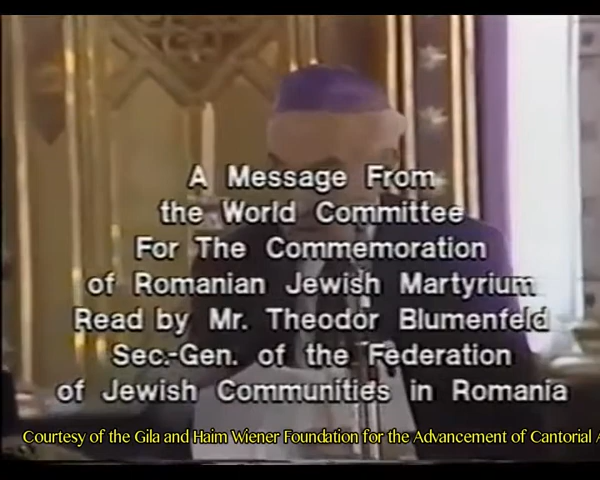 A Message From
the World Committee
For The Commemoration
of Romanian Jewish Martyrium
Read by Mr. Theodor Blumenfeld
Sec.-Gen. of the Federation
of Jewish Communities in Romania
Courtesy of the Gila and Haim Wiener Foundation for the Advancement of Cantorial A